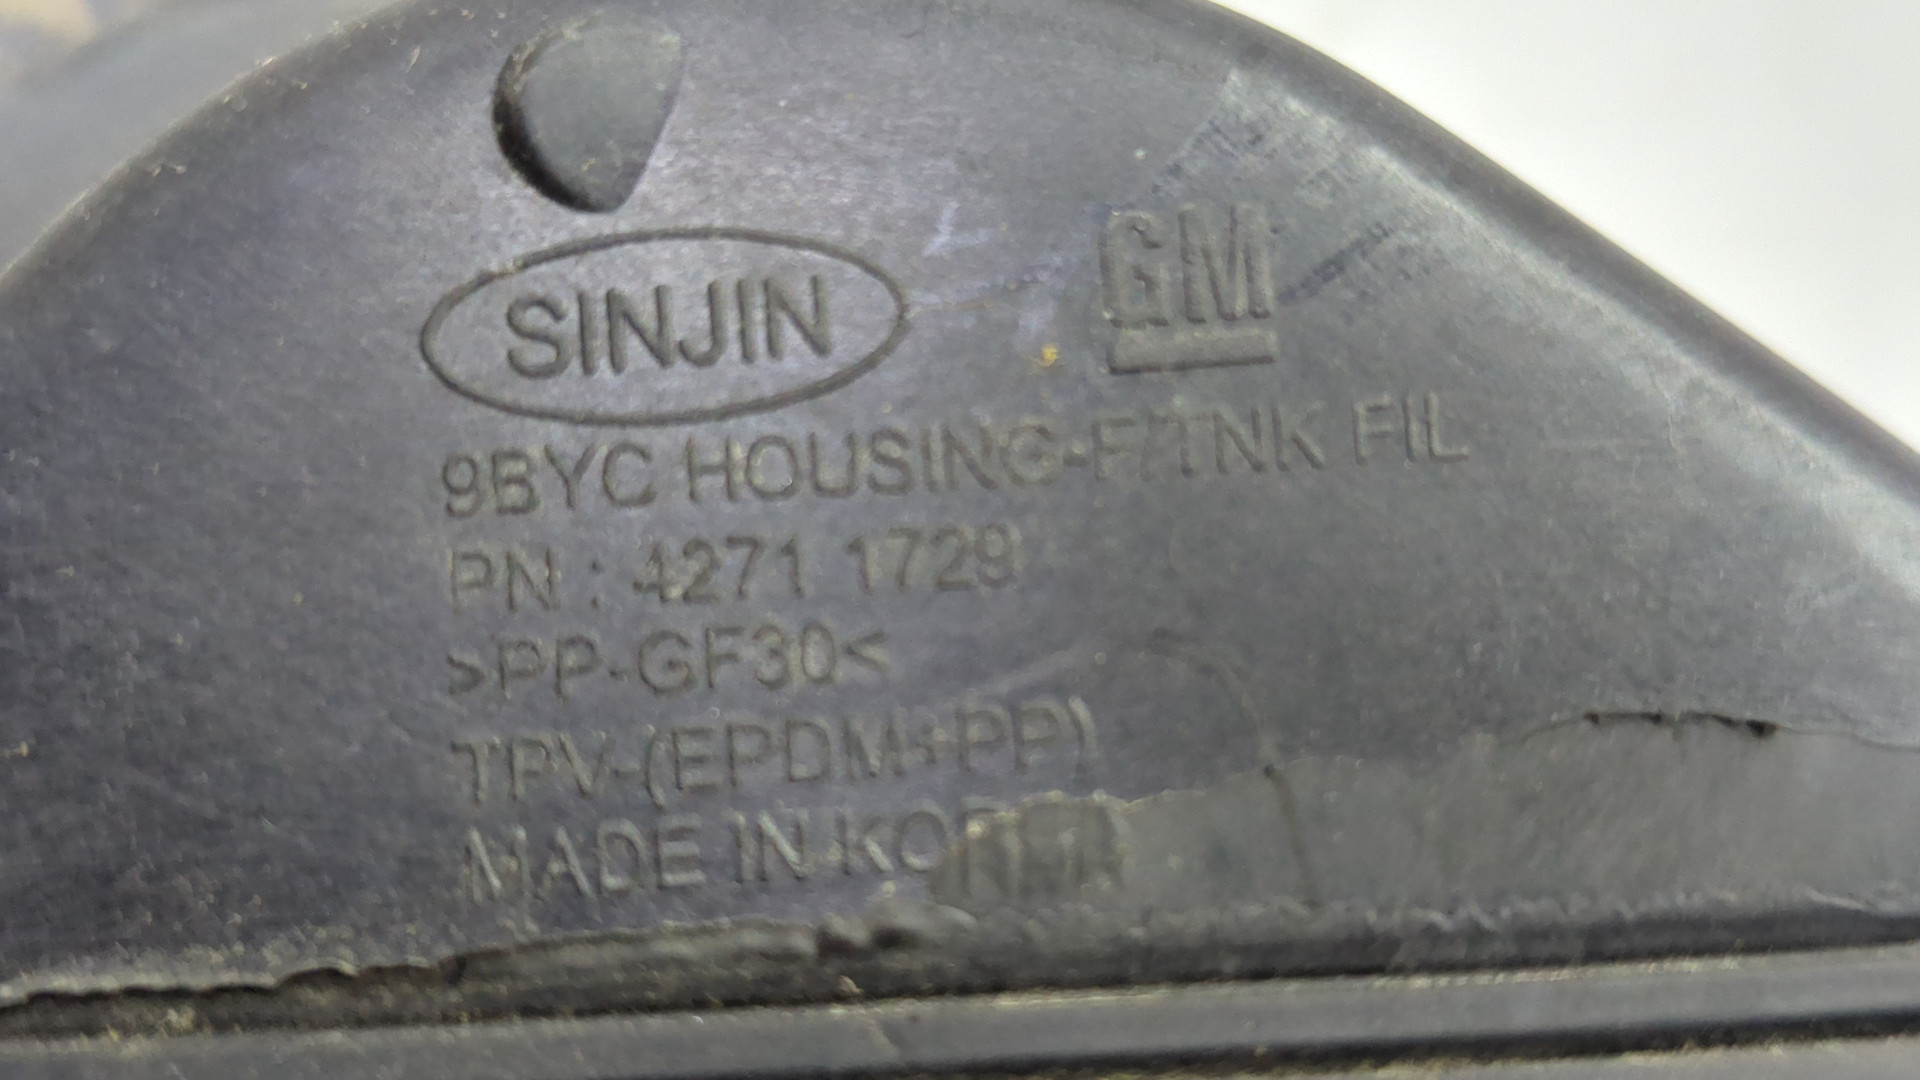 SINJIN
GM
9BYC HOUSING-F/TNK FIL
PN : 4271 1729
>PP-GF30<
TPV-(EPDM+PP)
MADE IN KOREA